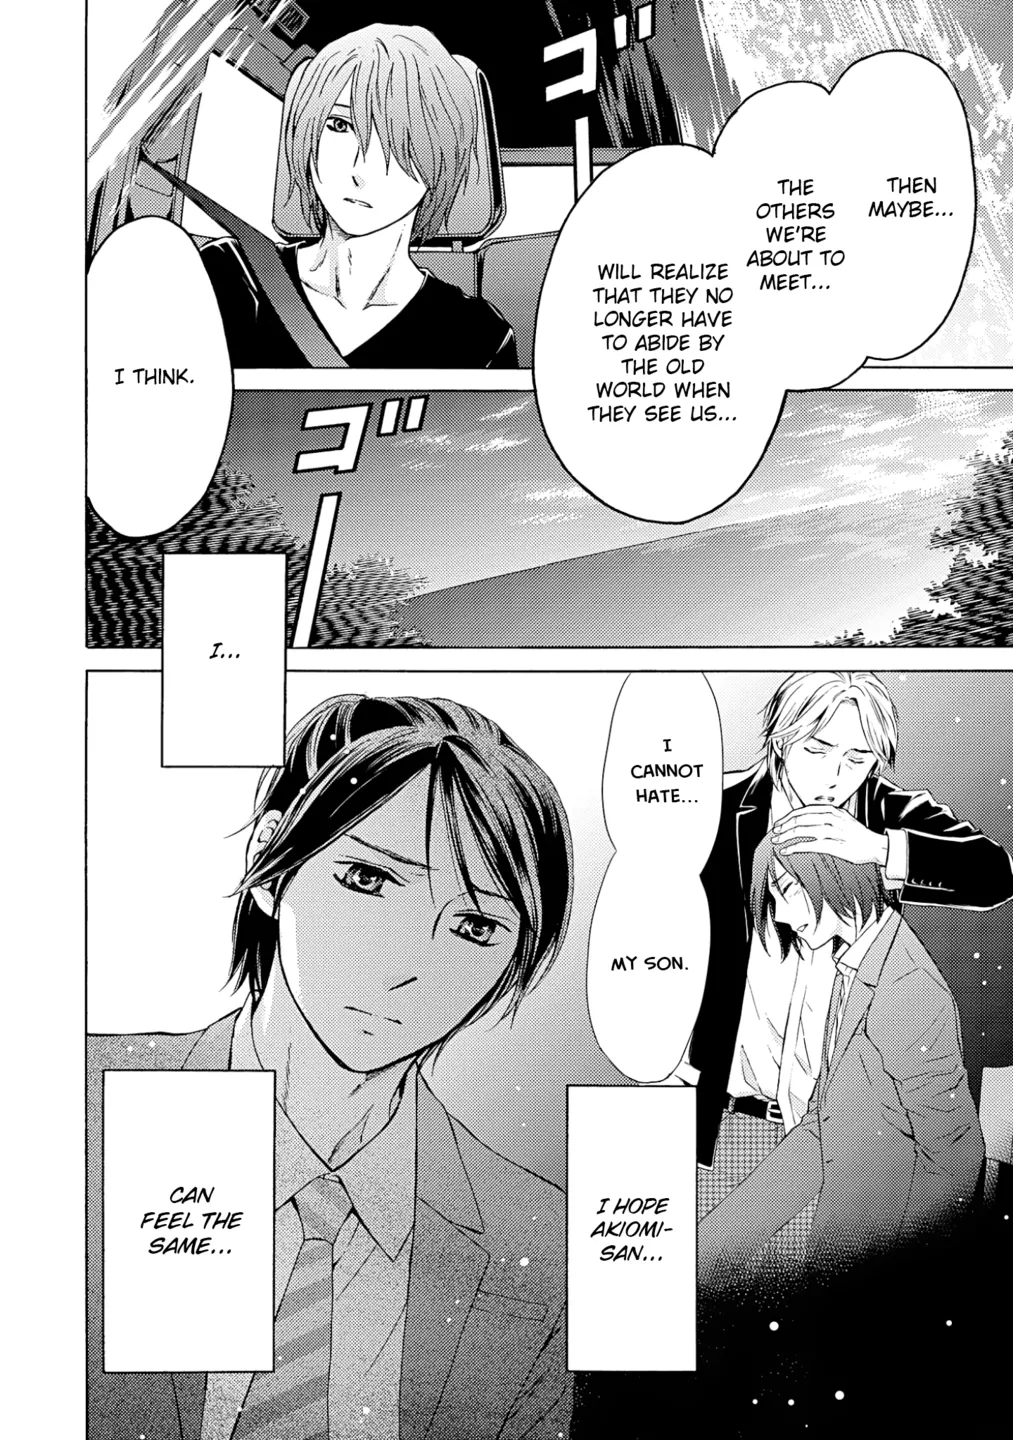 THEN
MAYBE...
THE
OTHERS
WE'RE
ABOUT TO
MEET...
WILL REALIZE
THAT THEY NO
LONGER HAVE
TO ABIDE BY
THE OLD
WORLD WHEN
THEY SEE US...
I THINK.
ゴ
ゴ
I...
I
CANNOT
HATE...
MY SON.
I HOPE
AKIOMI-
SAN...
CAN
FEEL THE
SAME...